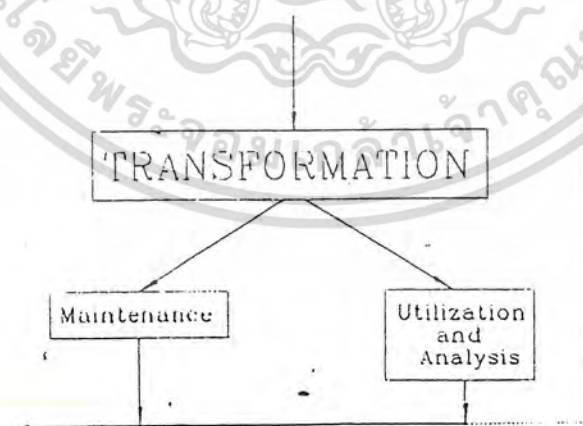 TRANSFORMATION
Maintenance
Utilization
and
Analysis